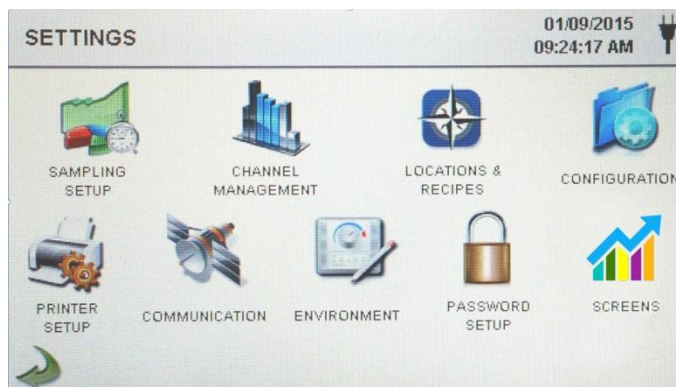 SETTINGS
01/09/2015
09:24:17 AM
SAMPLING
SETUP
CHANNEL
MANAGEMENT
LOCATIONS &
RECIPES
CONFIGURATION
PRINTER
SETUP
COMMUNICATION
ENVIRONMENT
PASSWORD
SETUP
SCREENS